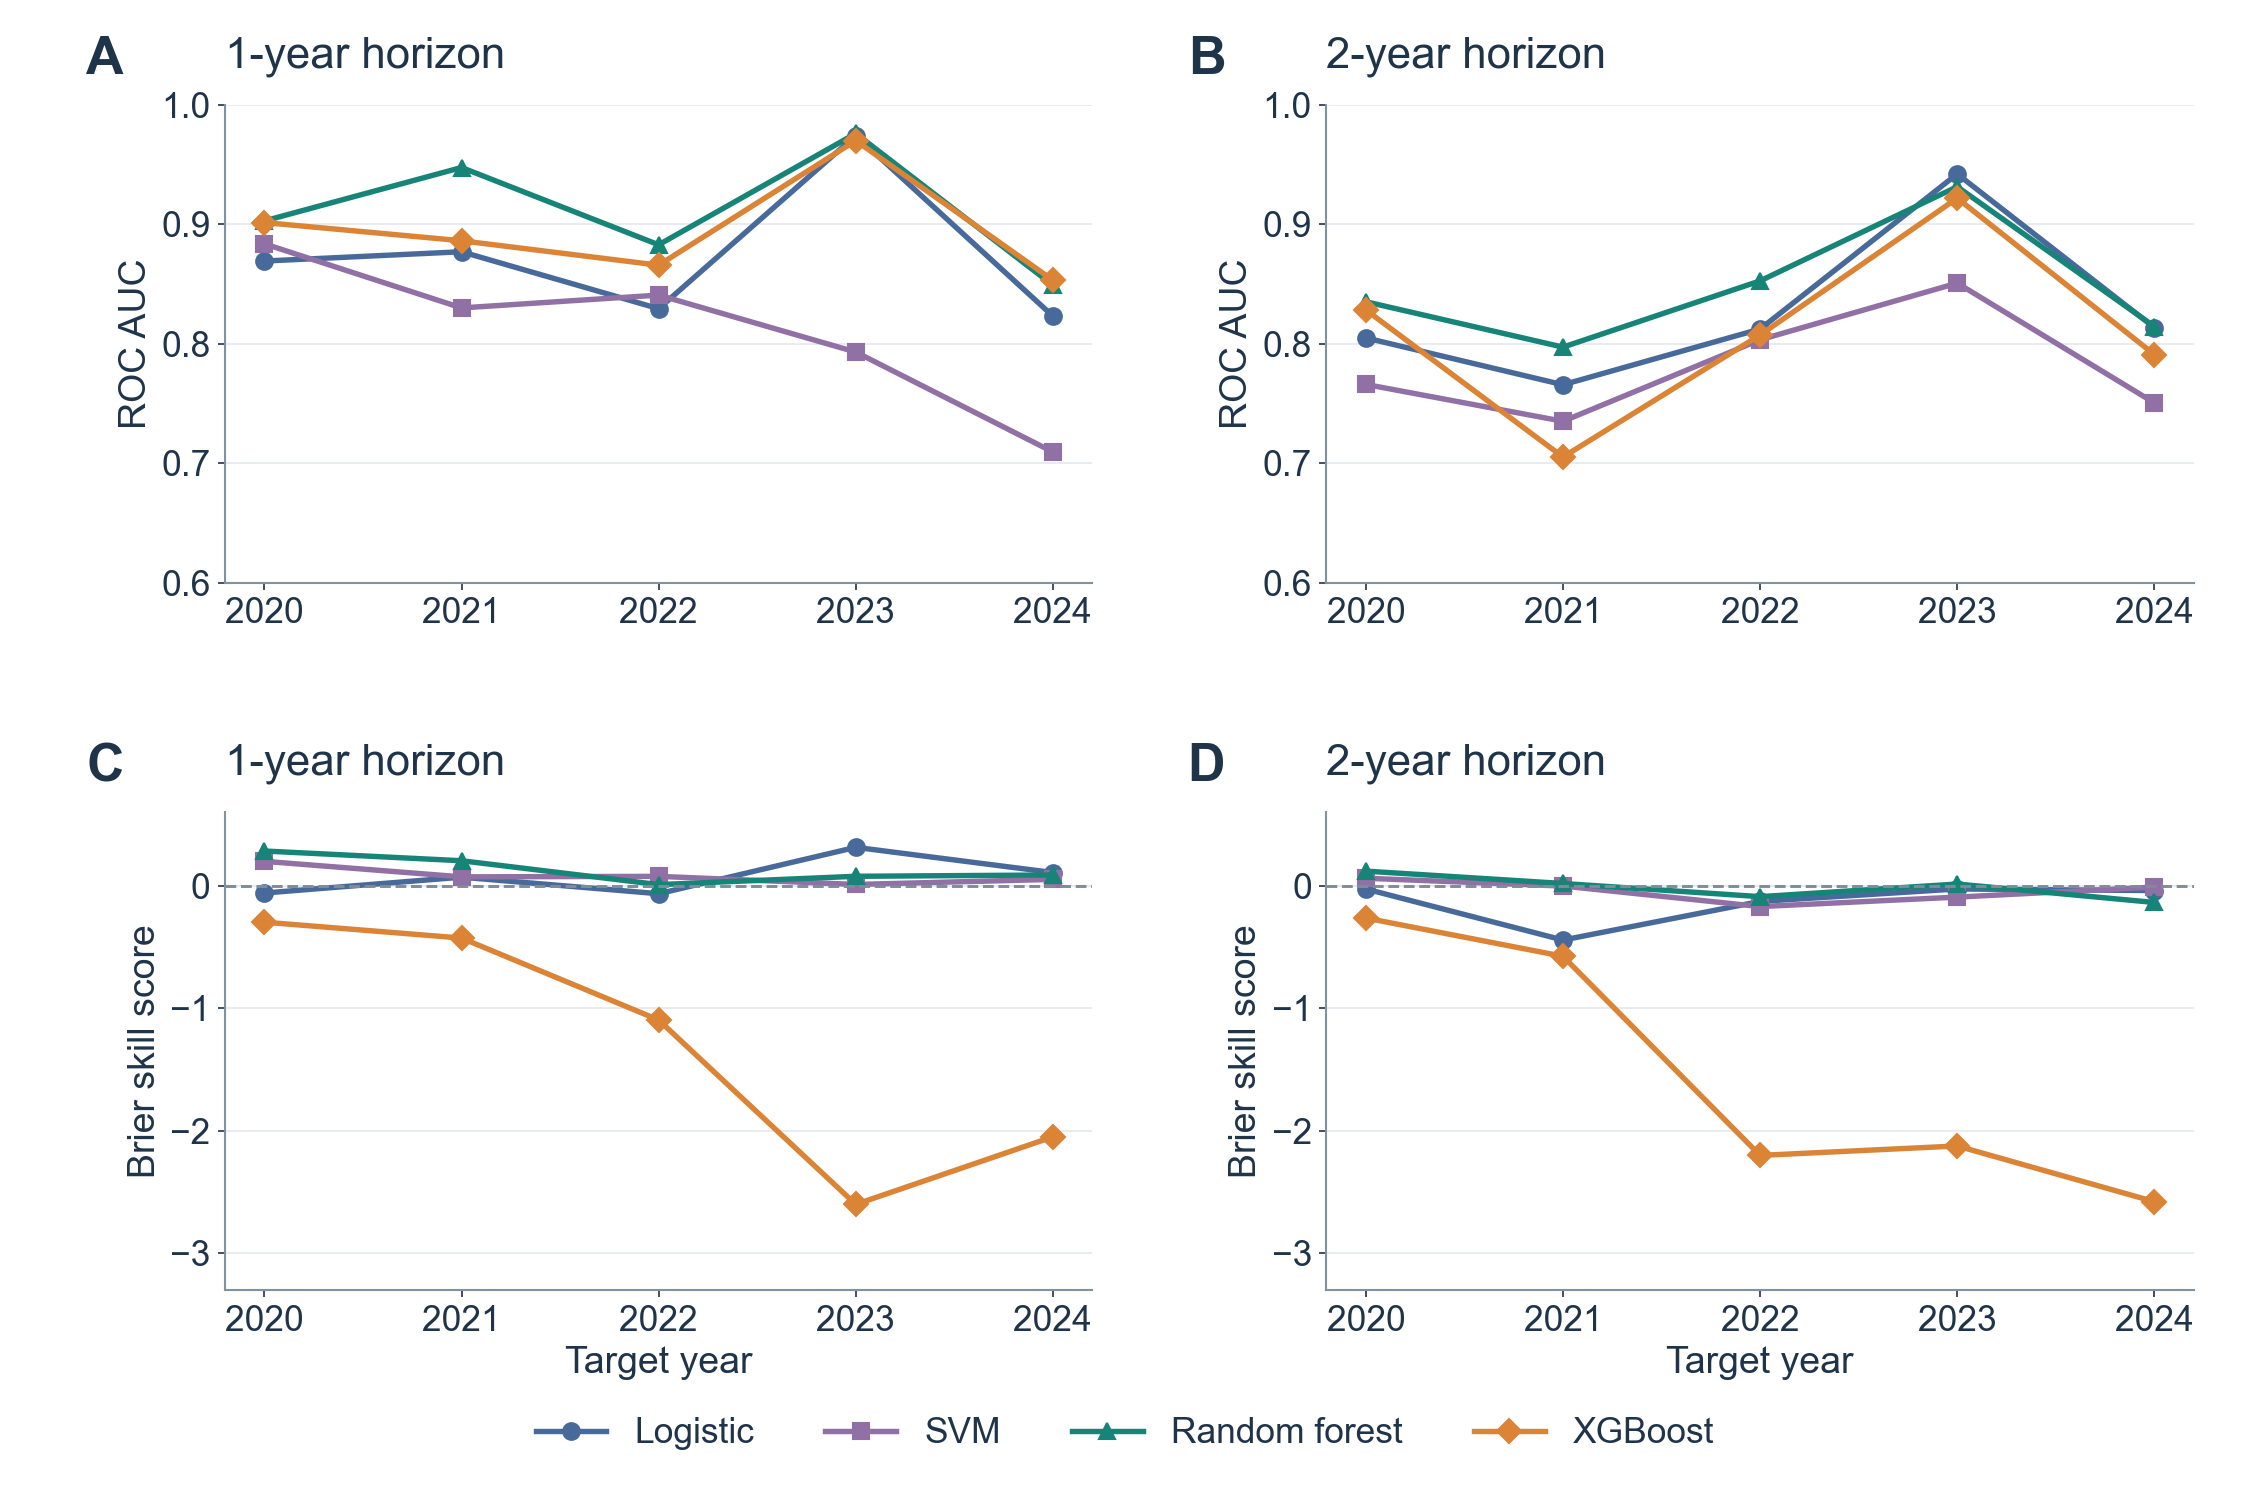 A 1-year horizon
ROC AUC
1.0
0.9
0.8
0.7
0.6
2020 2021 2022 2023 2024
B 2-year horizon
ROC AUC
1.0
0.9
0.8
0.7
0.6
2020 2021 2022 2023 2024
C 1-year horizon
Brier skill score
0
−1
−2
−3
2020 2021 2022 2023 2024
Target year
D 2-year horizon
Brier skill score
0
−1
−2
−3
2020 2021 2022 2023 2024
Target year
Logistic SVM Random forest XGBoost